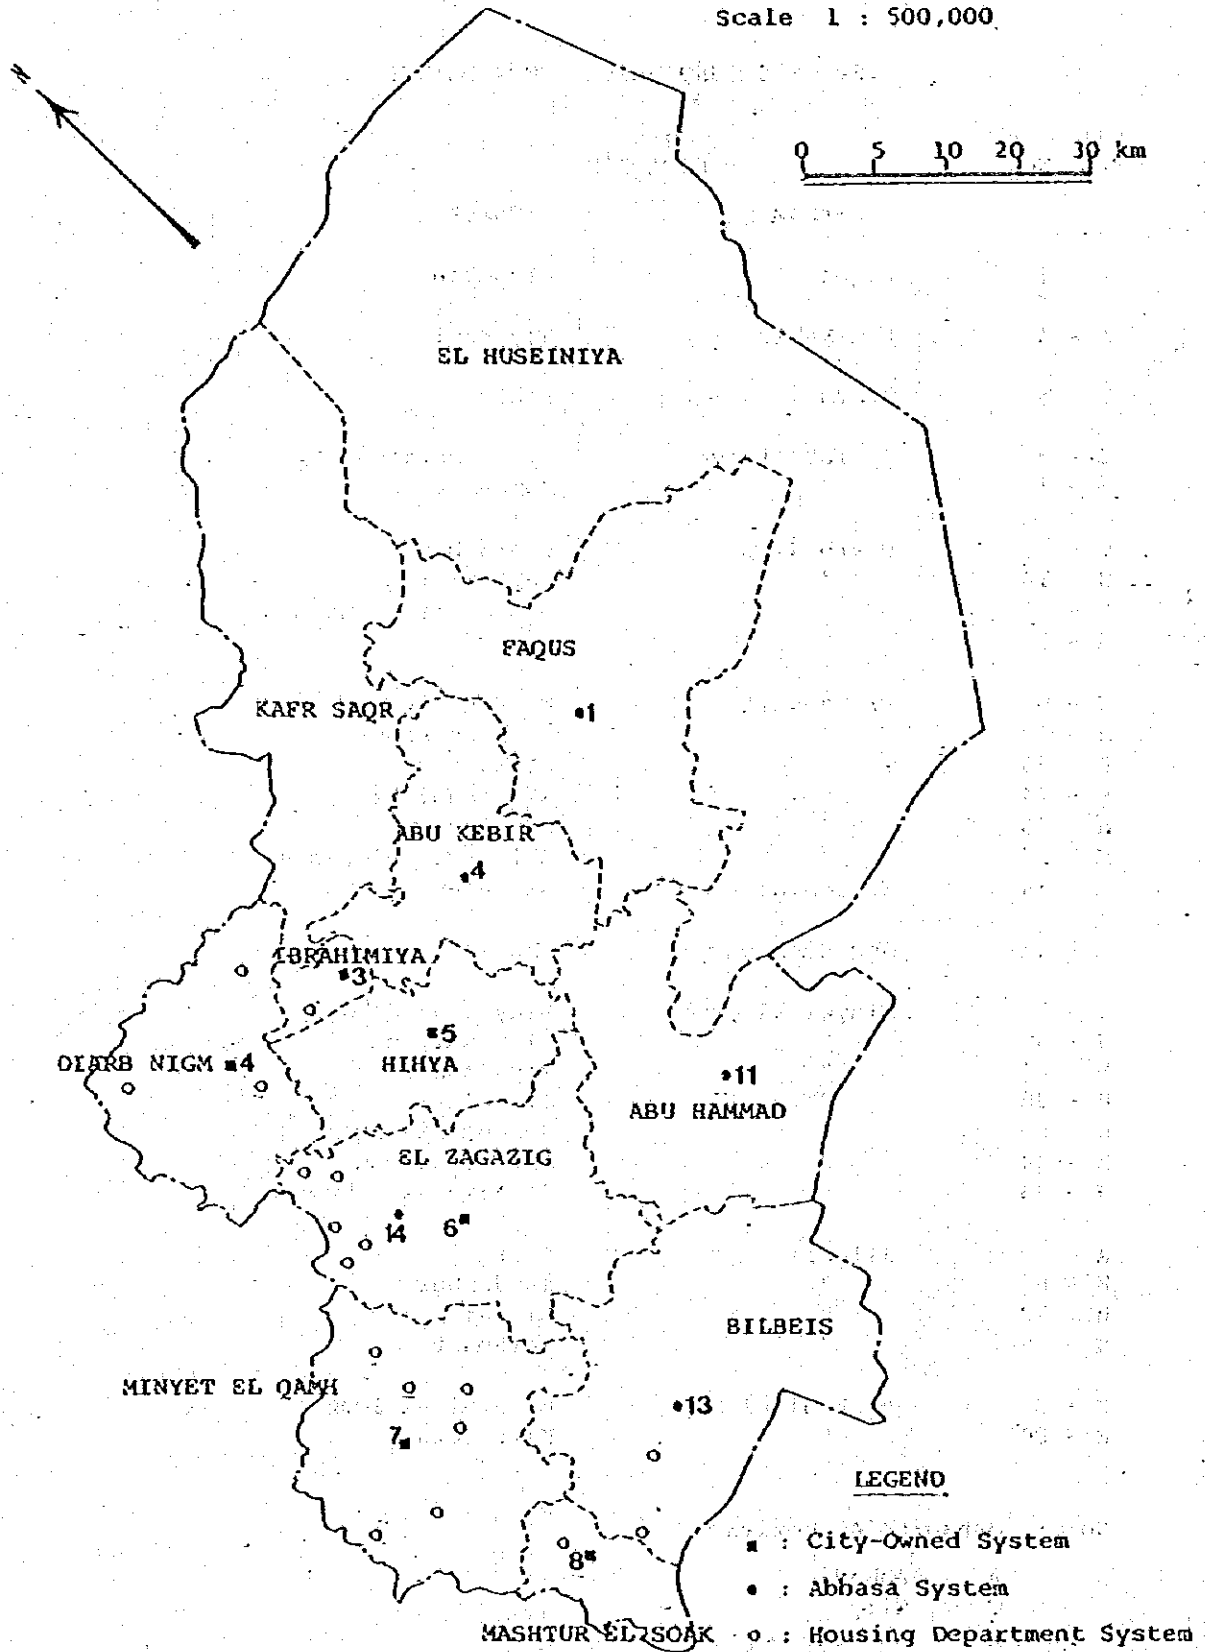 Scale 1 : 500,000
N
0 5 10 20 30 km
EL HUSEINIYA
FAQUS
1
KAFR SAQR
ABU KEBIR
4
IBRAHIMIYA
3
5
DIARB NIGM 4
HIHYA
11
ABU HAMMAD
EL ZAGAZIG
14 6
BILBEIS
MINYET EL QAMH
13
7
LEGEND
8
■ : City-Owned System
• : Abbasa System
MASHTUR EL SOAK
o : Housing Department System